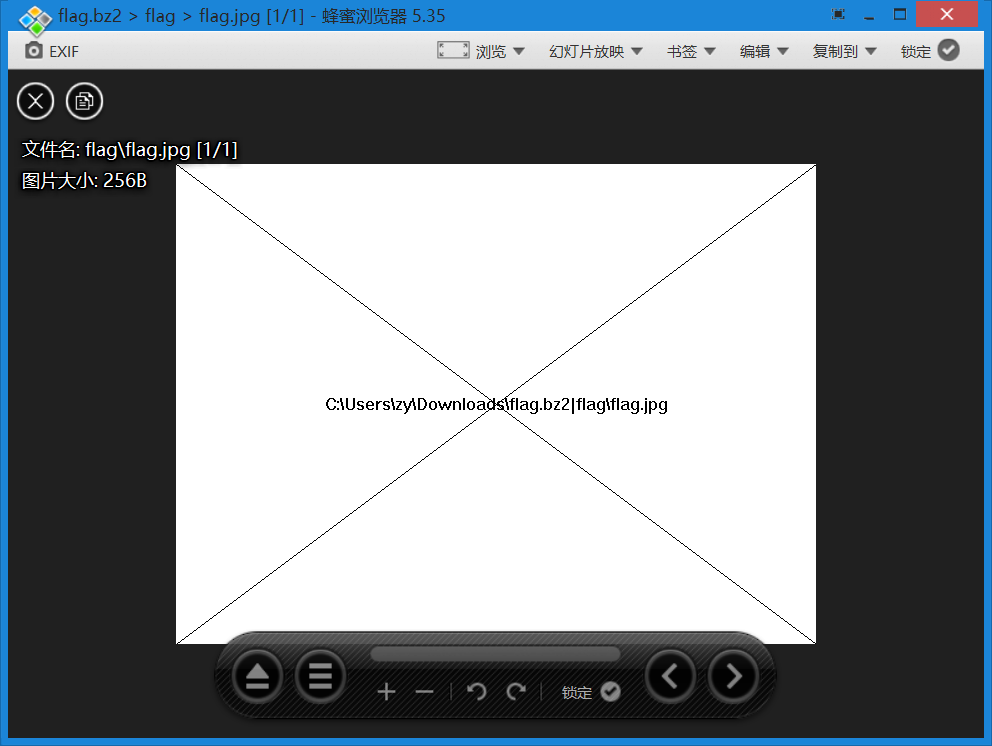 flag.bz2 > flag > flag.jpg [1/1] - 蜂蜜浏览器 5.35
EXIF 浏览 幻灯片放映 书签 编辑 复制到 锁定
文件名: flag\flag.jpg [1/1]
图片大小: 256B
C:\Users\zy\Downloads\flag.bz2|flag\flag.jpg
锁定